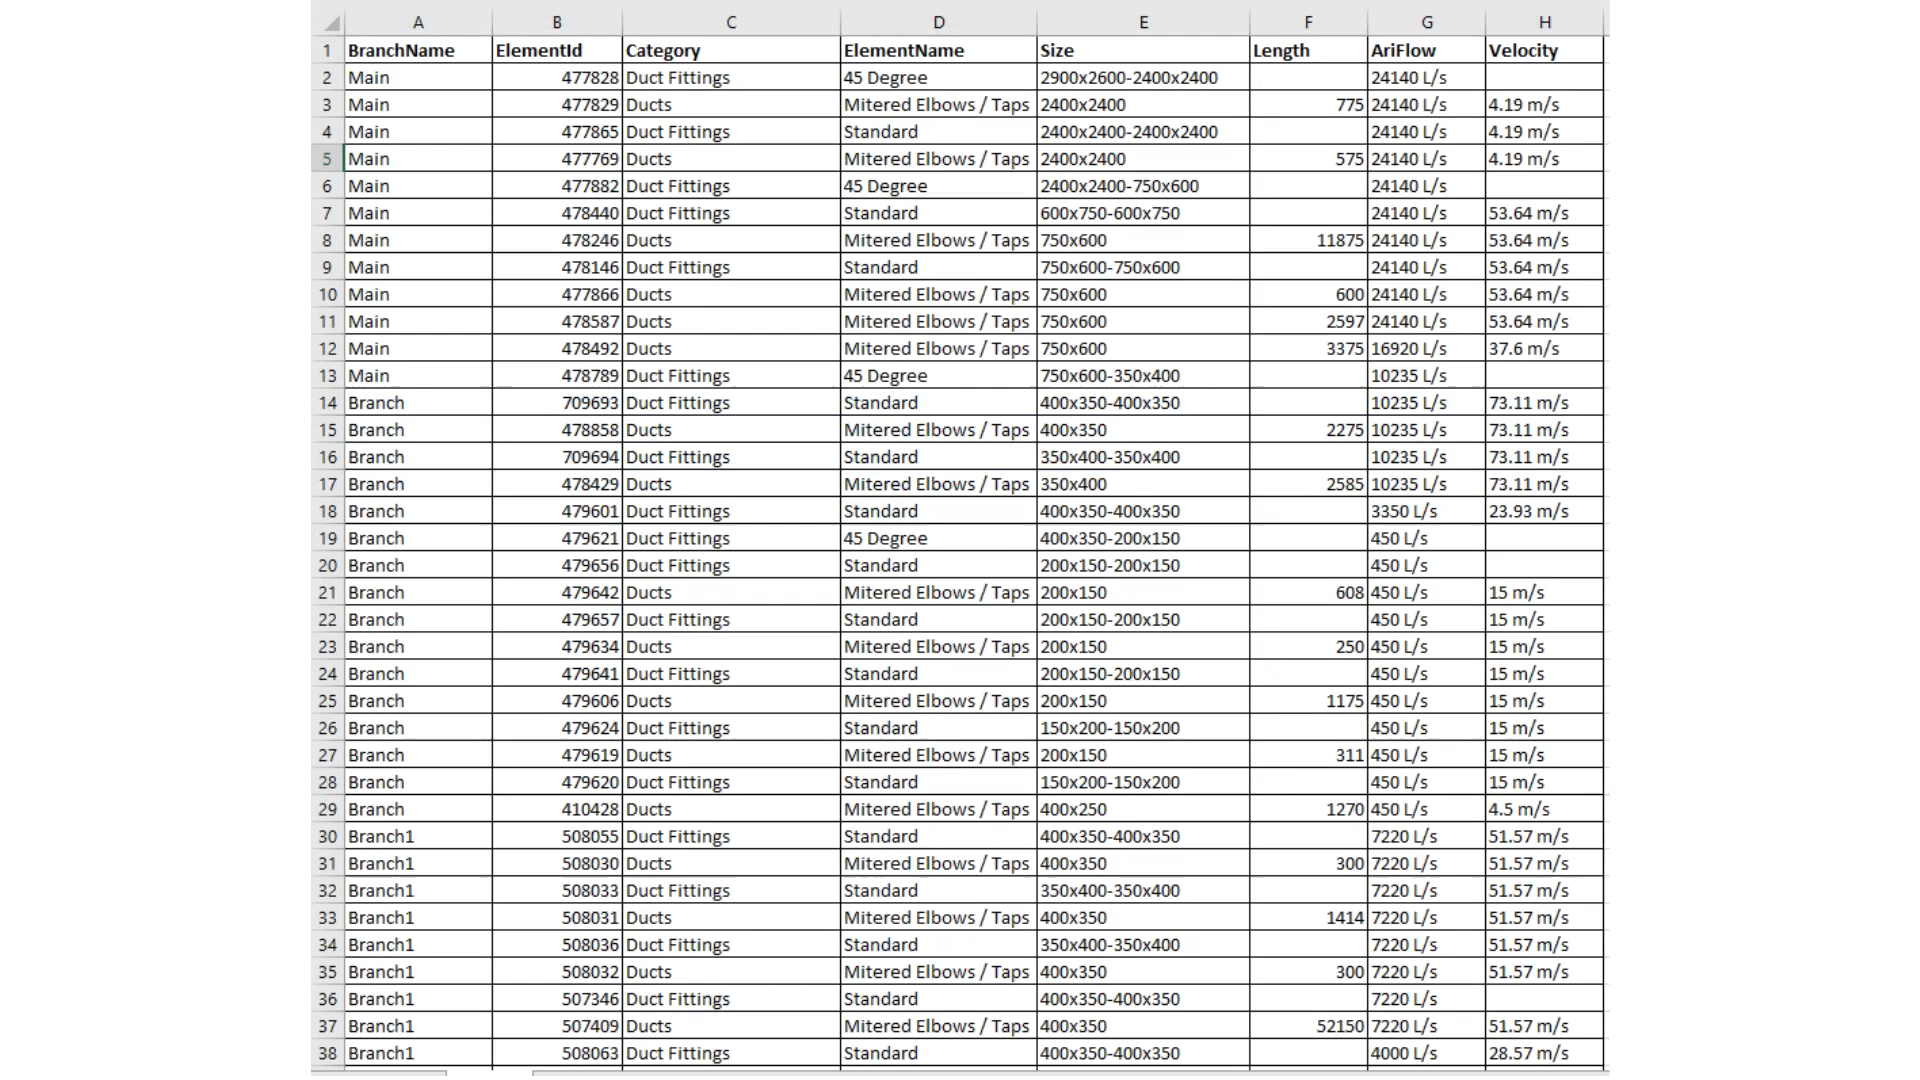 A B C D E F G H
1 BranchName ElementId Category ElementName Size Length AriFlow Velocity
2 Main 477828 Duct Fittings 45 Degree 2900x2600-2400x2400 24140 L/s
3 Main 477829 Ducts Mitered Elbows / Taps 2400x2400 775 24140 L/s 4.19 m/s
4 Main 477865 Duct Fittings Standard 2400x2400-2400x2400 24140 L/s 4.19 m/s
5 Main 477769 Ducts Mitered Elbows / Taps 2400x2400 575 24140 L/s 4.19 m/s
6 Main 477882 Duct Fittings 45 Degree 2400x2400-750x600 24140 L/s
7 Main 478440 Duct Fittings Standard 600x750-600x750 24140 L/s 53.64 m/s
8 Main 478246 Ducts Mitered Elbows / Taps 750x600 11875 24140 L/s 53.64 m/s
9 Main 478146 Duct Fittings Standard 750x600-750x600 24140 L/s 53.64 m/s
10 Main 477866 Ducts Mitered Elbows / Taps 750x600 600 24140 L/s 53.64 m/s
11 Main 478587 Ducts Mitered Elbows / Taps 750x600 2597 24140 L/s 53.64 m/s
12 Main 478492 Ducts Mitered Elbows / Taps 750x600 3375 16920 L/s 37.6 m/s
13 Main 478789 Duct Fittings 45 Degree 750x600-350x400 10235 L/s
14 Branch 709693 Duct Fittings Standard 400x350-400x350 10235 L/s 73.11 m/s
15 Branch 478858 Ducts Mitered Elbows / Taps 400x350 2275 10235 L/s 73.11 m/s
16 Branch 709694 Duct Fittings Standard 350x400-350x400 10235 L/s 73.11 m/s
17 Branch 478429 Ducts Mitered Elbows / Taps 350x400 2585 10235 L/s 73.11 m/s
18 Branch 479601 Duct Fittings Standard 400x350-400x350 3350 L/s 23.93 m/s
19 Branch 479621 Duct Fittings 45 Degree 400x350-200x150 450 L/s
20 Branch 479656 Duct Fittings Standard 200x150-200x150 450 L/s
21 Branch 479642 Ducts Mitered Elbows / Taps 200x150 608 450 L/s 15 m/s
22 Branch 479657 Duct Fittings Standard 200x150-200x150 450 L/s 15 m/s
23 Branch 479634 Ducts Mitered Elbows / Taps 200x150 250 450 L/s 15 m/s
24 Branch 479641 Duct Fittings Standard 200x150-200x150 450 L/s 15 m/s
25 Branch 479606 Ducts Mitered Elbows / Taps 200x150 1175 450 L/s 15 m/s
26 Branch 479624 Duct Fittings Standard 150x200-150x200 450 L/s 15 m/s
27 Branch 479619 Ducts Mitered Elbows / Taps 200x150 311 450 L/s 15 m/s
28 Branch 479620 Duct Fittings Standard 150x200-150x200 450 L/s 15 m/s
29 Branch 410428 Ducts Mitered Elbows / Taps 400x250 1270 450 L/s 4.5 m/s
30 Branch1 508055 Duct Fittings Standard 400x350-400x350 7220 L/s 51.57 m/s
31 Branch1 508030 Ducts Mitered Elbows / Taps 400x350 300 7220 L/s 51.57 m/s
32 Branch1 508033 Duct Fittings Standard 350x400-350x400 7220 L/s 51.57 m/s
33 Branch1 508031 Ducts Mitered Elbows / Taps 400x350 1414 7220 L/s 51.57 m/s
34 Branch1 508036 Duct Fittings Standard 350x400-350x400 7220 L/s 51.57 m/s
35 Branch1 508032 Ducts Mitered Elbows / Taps 400x350 300 7220 L/s 51.57 m/s
36 Branch1 507346 Duct Fittings Standard 400x350-400x350 7220 L/s
37 Branch1 507409 Ducts Mitered Elbows / Taps 400x350 52150 7220 L/s 51.57 m/s
38 Branch1 508063 Duct Fittings Standard 400x350-400x350 4000 L/s 28.57 m/s